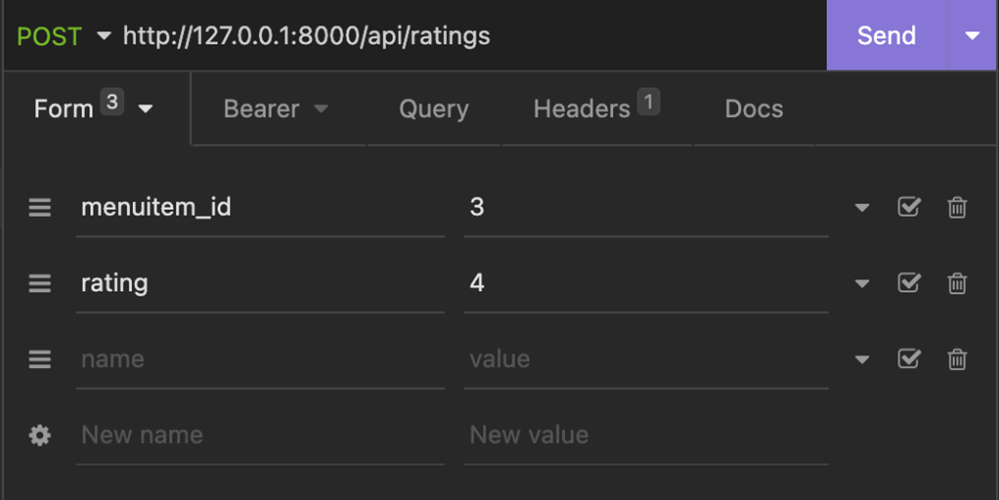 POST http://127.0.0.1:8000/api/ratings Send
Form 3 Bearer Query Headers 1 Docs
menuitem_id 3
rating 4
name value
New name New value